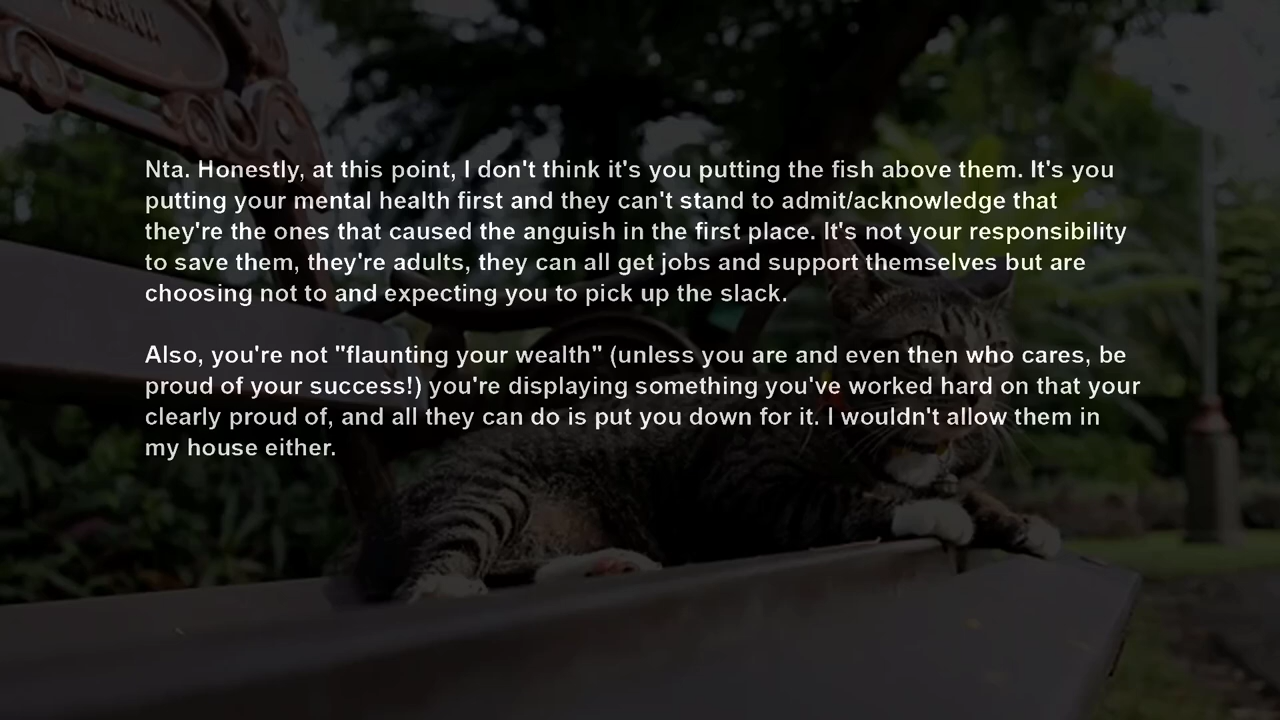 Nta. Honestly, at this point, I don't think it's you putting the fish above them. It's you
putting your mental health first and they can't stand to admit/acknowledge that
they're the ones that caused the anguish in the first place. It's not your responsibility
to save them, they're adults, they can all get jobs and support themselves but are
choosing not to and expecting you to pick up the slack.
Also, you're not "flaunting your wealth" (unless you are and even then who cares, be
proud of your success!) you're displaying something you've worked hard on that your
clearly proud of, and all they can do is put you down for it. I wouldn't allow them in
my house either.